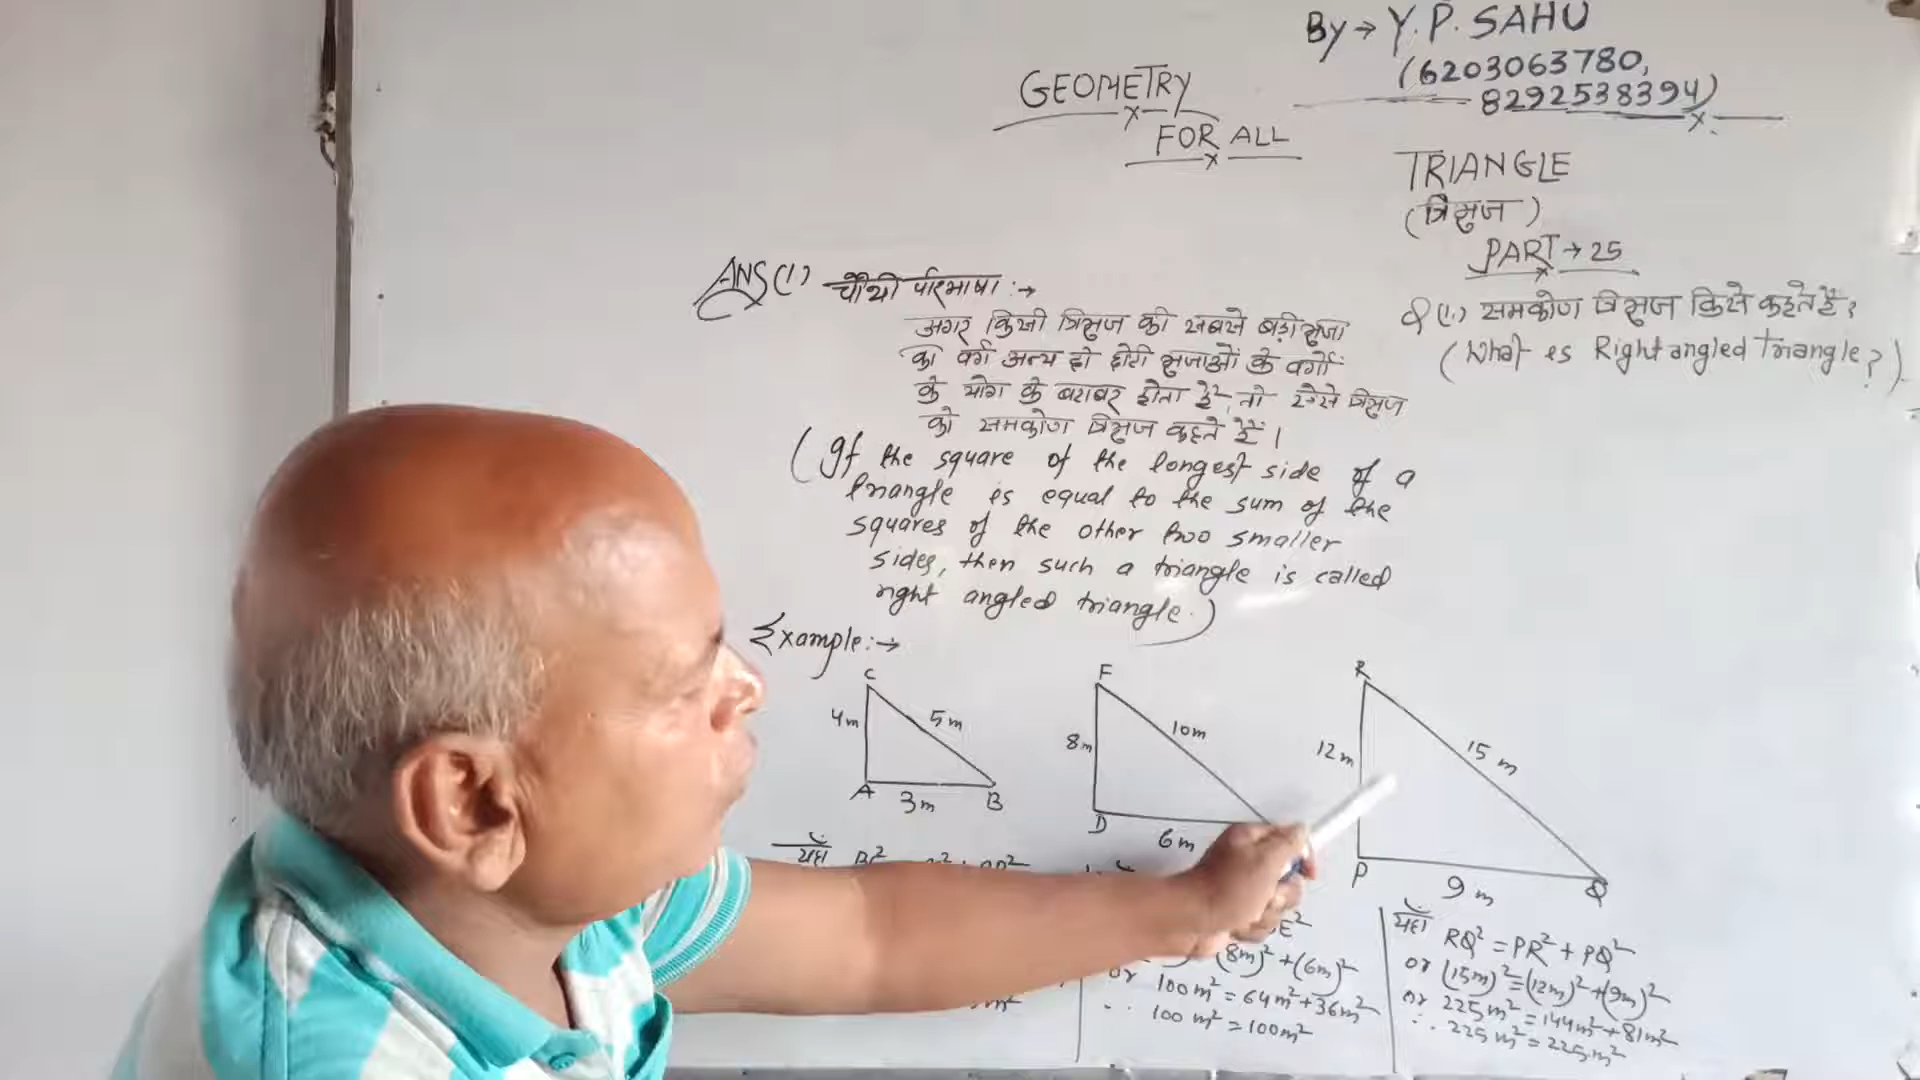 By → Y. P. SAHU
(6203063780,
8292538394)
GEOMETRY
FOR ALL
TRIANGLE
(त्रिभुज)
PART → 25
Q (1.) समकोण त्रिभुज किसे कहते हैं?
(What is Right angled Triangle?)
ANS (1) चौथी परिभाषा :→
अगर किसी त्रिभुज की सबसे बड़ी भुजा
का वर्ग अन्य दो छोटी भुजाओं के वर्गों
के योग के बराबर होता है, तो ऐसे त्रिभुज
को समकोण त्रिभुज कहते हैं।
(If the square of the longest side of a
triangle is equal to the sum of the
squares of the other two smaller
sides, then such a triangle is called
right angled triangle.)
Example:→
C
4m 5m
A 3m B
F
8m 10m
D 6m
R
12m 15 m
P 9 m Q
यहाँ
E²
(8m)² + (6m)²
or 100m² = 64m² + 36m²
∴ 100 m² = 100m²
यहाँ RQ² = PR² + PQ²
or (15m)² = (12m)² + (9m)²
or 225m² = 144m² + 81m²
∴ 225m² = 225m²